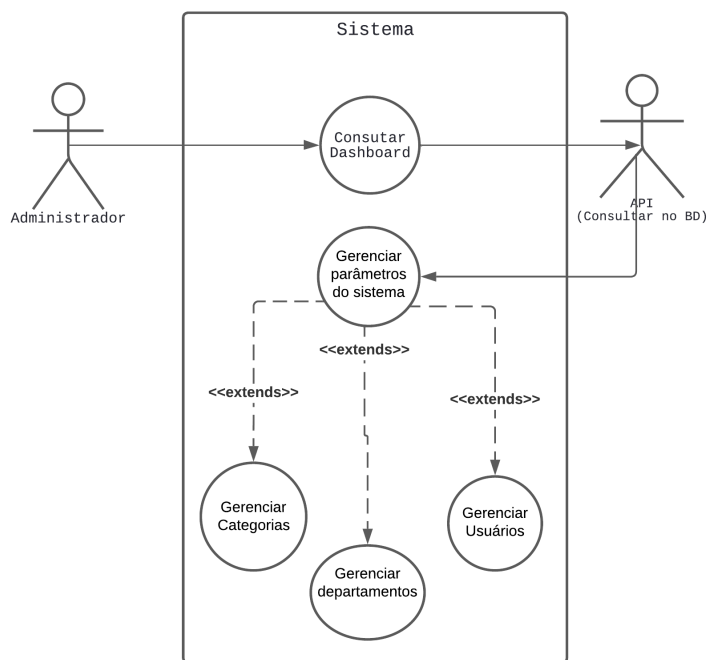 Sistema
Consutar
Dashboard
Administrador
API
(Consultar no BD)
Gerenciar
parâmetros
do sistema
<<extends>>
<<extends>>
<<extends>>
Gerenciar
Categorias
Gerenciar
Usuários
Gerenciar
departamentos